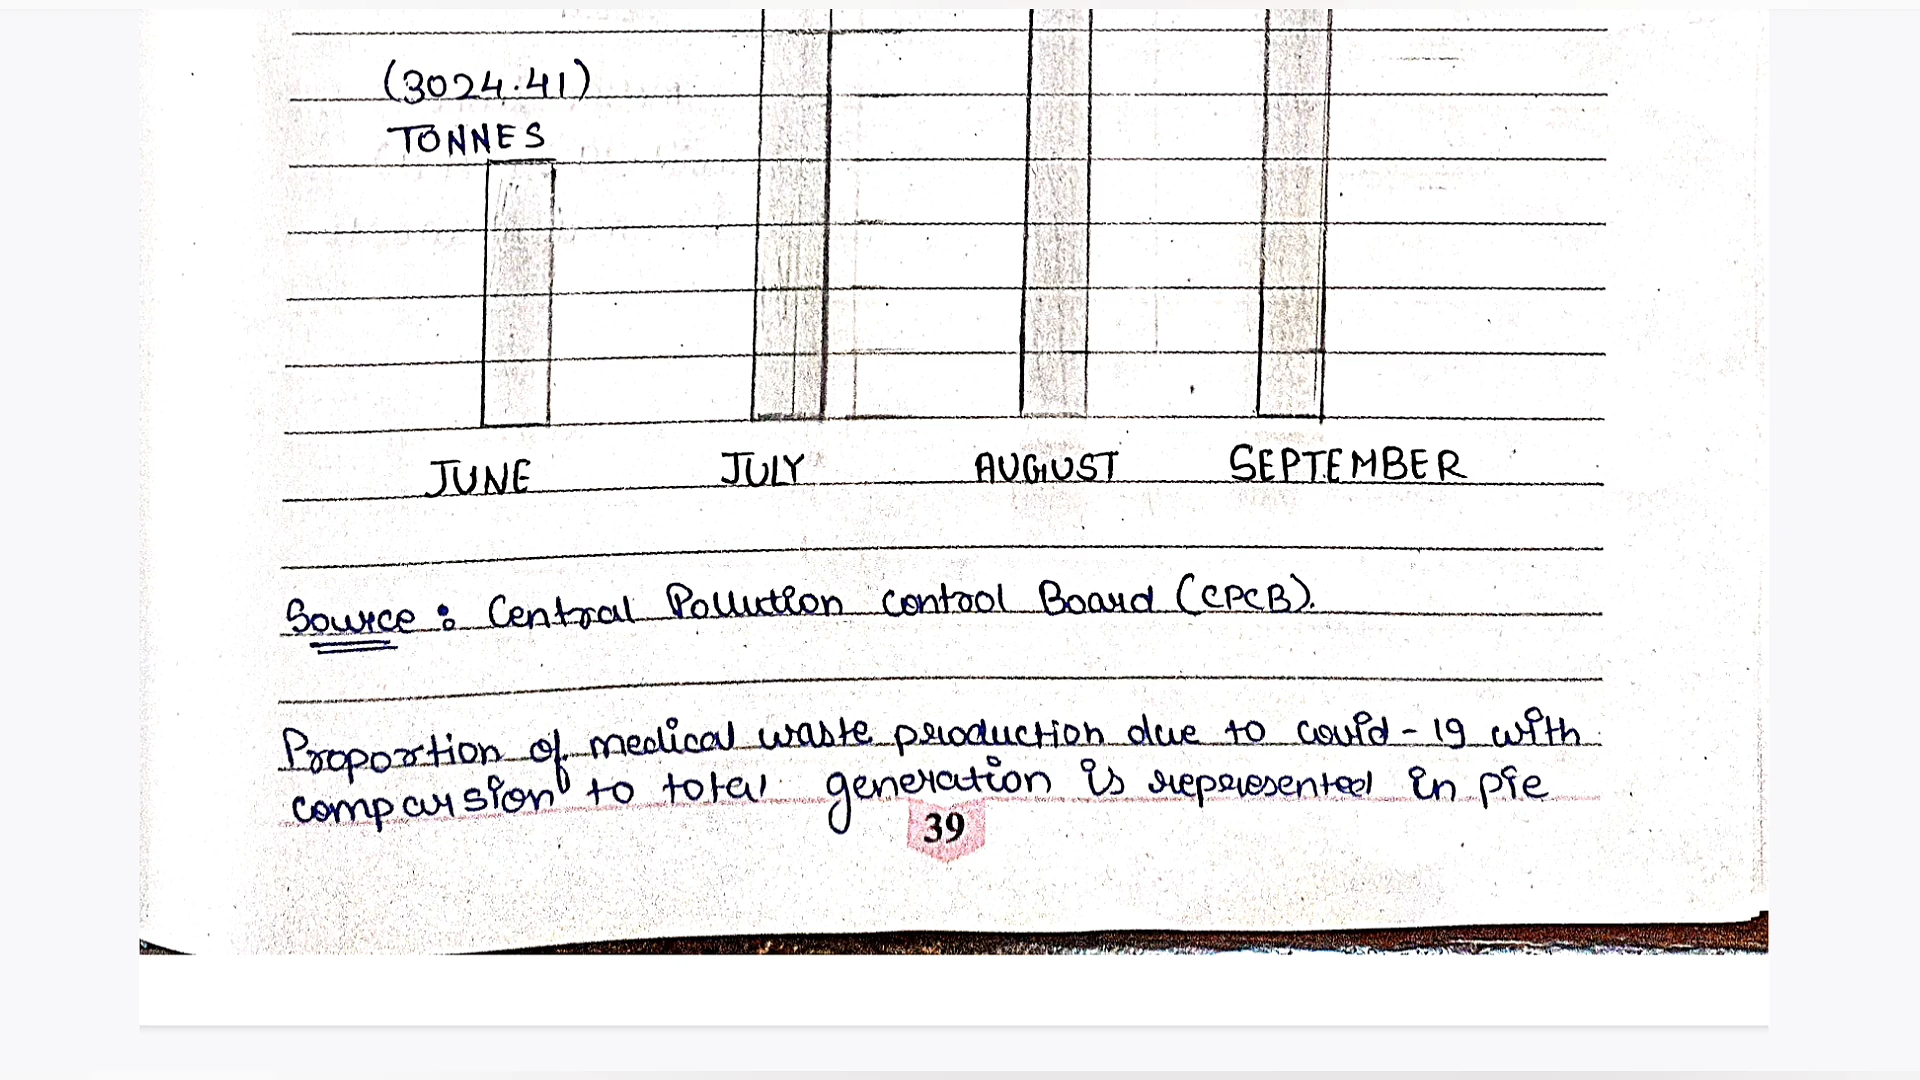 (3024.41)
TONNES
JUNE JULY AUGUST SEPTEMBER
Source : Central Pollution control Board (CPCB).
Proportion of medical waste production due to covid-19 with
comparsion to total generation is represented in pie
39